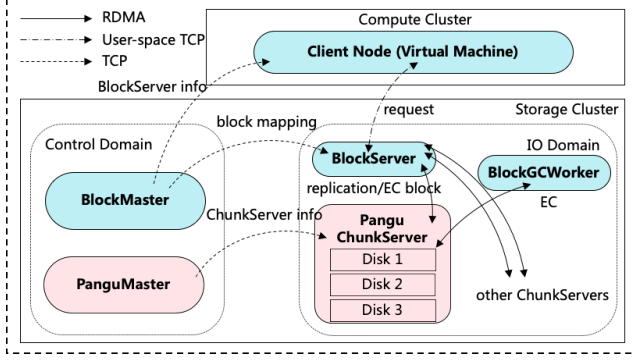 RDMA
User-space TCP
TCP
Compute Cluster
Client Node (Virtual Machine)
BlockServer info
request
Storage Cluster
block mapping
Control Domain
IO Domain
BlockServer
BlockGCWorker
BlockMaster
replication/EC block
EC
ChunkServer info
Pangu
ChunkServer
Disk 1
PanguMaster
Disk 2
other ChunkServers
Disk 3